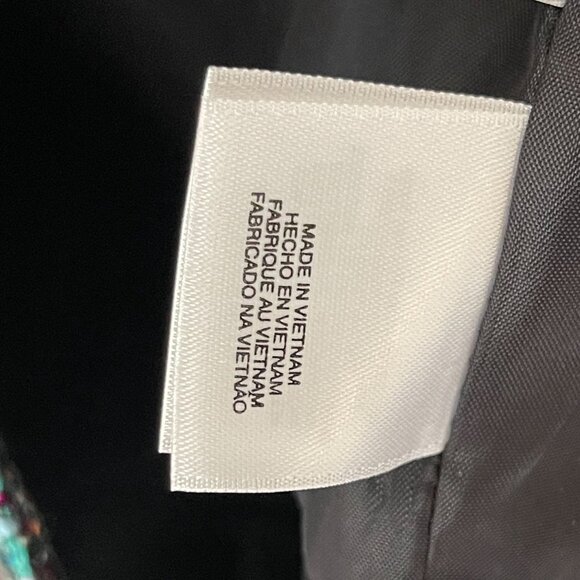 MADE IN VIETNAM
HECHO EN VIETNAM
FABRIQUE AU VIETNAM
FABRICADO NA VIETNÃO